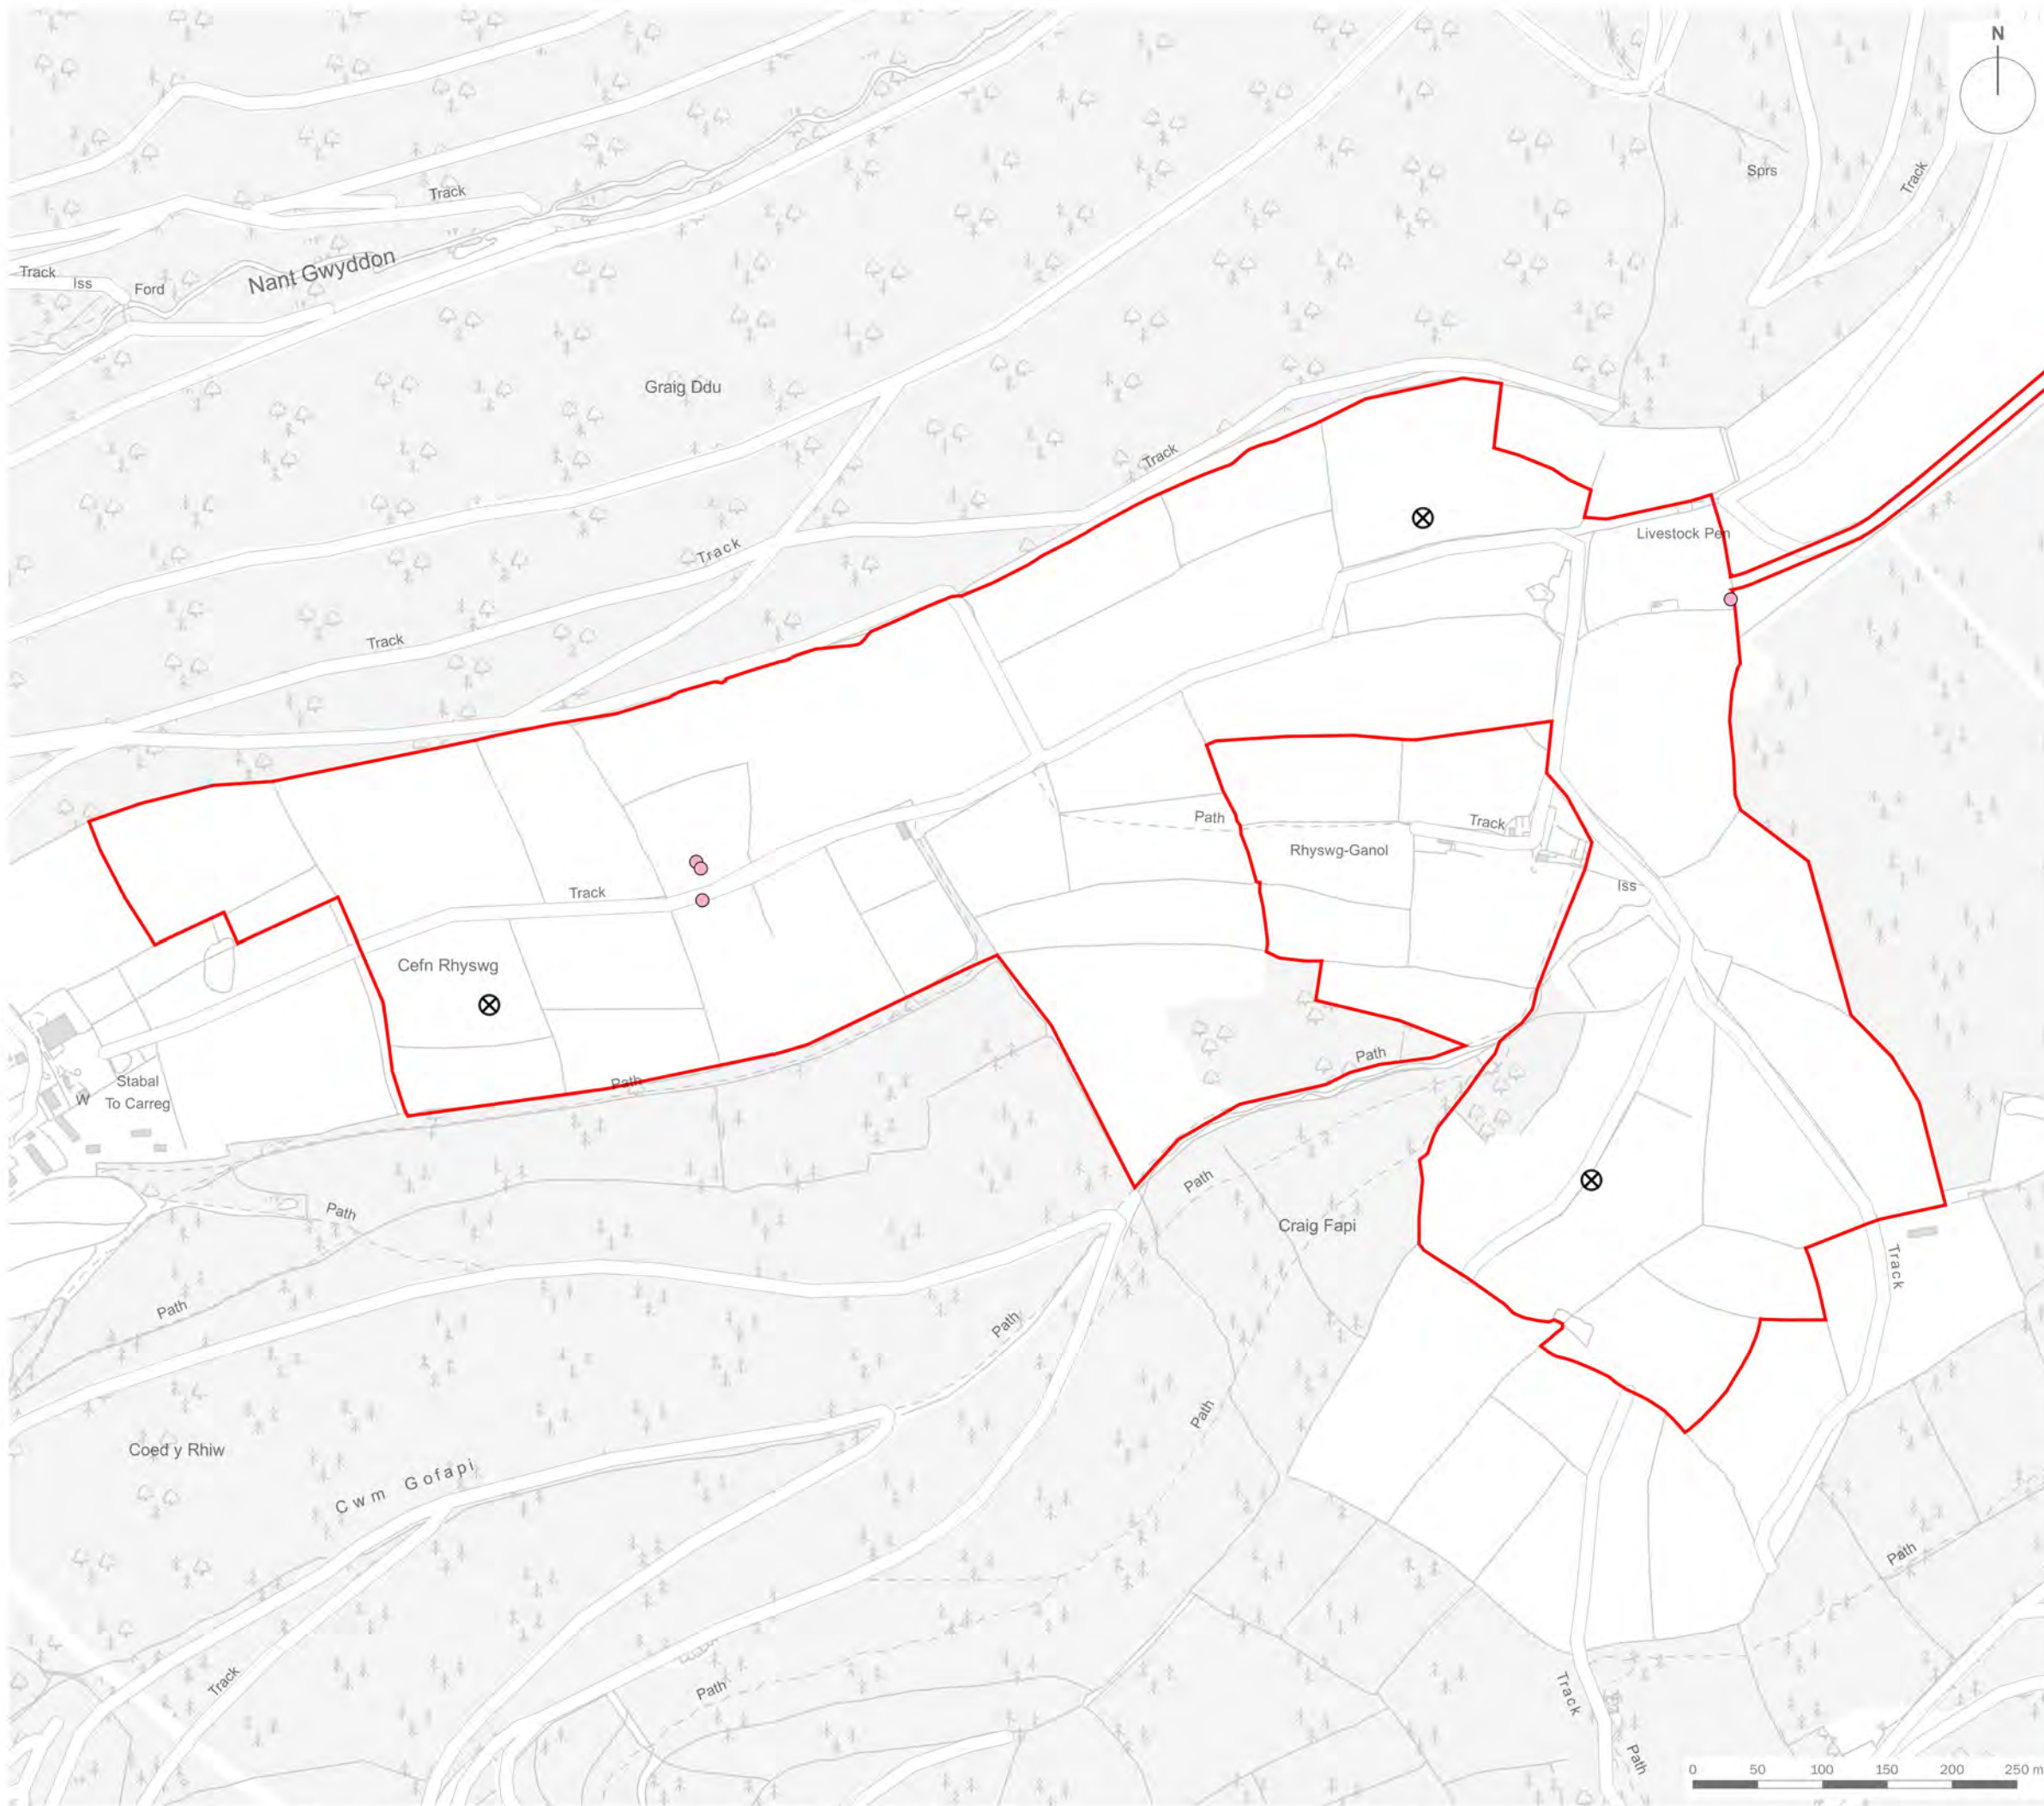 N
Sprs
Track
Track
Nant Gwyddon
Track
Iss
Ford
Graig Ddu
Track
Livestock Pen
Track
Track
Path
Track
Rhyswg-Ganol
Iss
Track
Cefn Rhyswg
Path
Stabal
To Carreg
W
Path
Path
Path
Craig Fapi
Track
Path
Path
Path
Coed y Rhiw
Cwm Gofapi
Path
Track
Path
Track
Path
0 50 100 150 200 250 m